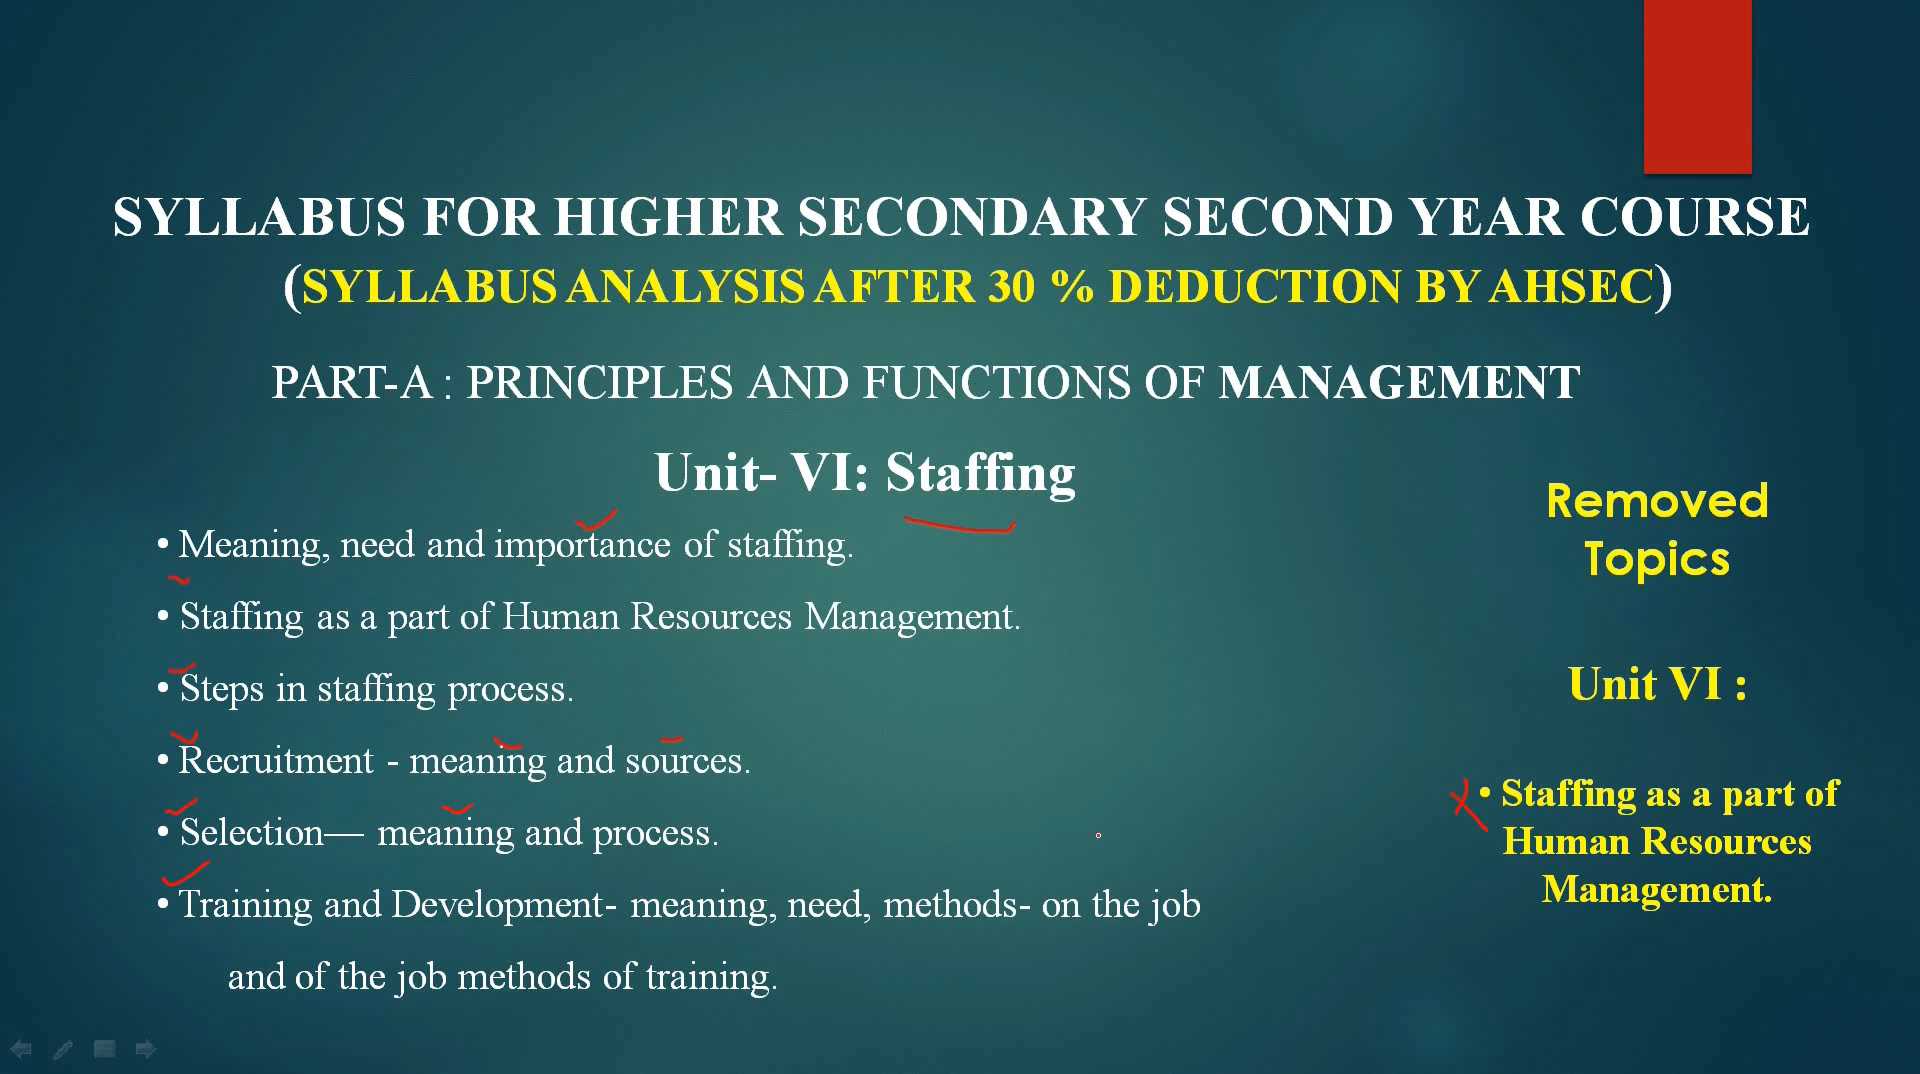 SYLLABUS FOR HIGHER SECONDARY SECOND YEAR COURSE
(SYLLABUS ANALYSIS AFTER 30 % DEDUCTION BY AHSEC)
PART-A : PRINCIPLES AND FUNCTIONS OF MANAGEMENT
Unit- VI: Staffing
• Meaning, need and importance of staffing.
• Staffing as a part of Human Resources Management.
• Steps in staffing process.
• Recruitment - meaning and sources.
• Selection— meaning and process.
• Training and Development- meaning, need, methods- on the job
and of the job methods of training.
Removed
Topics
Unit VI :
• Staffing as a part of
Human Resources
Management.